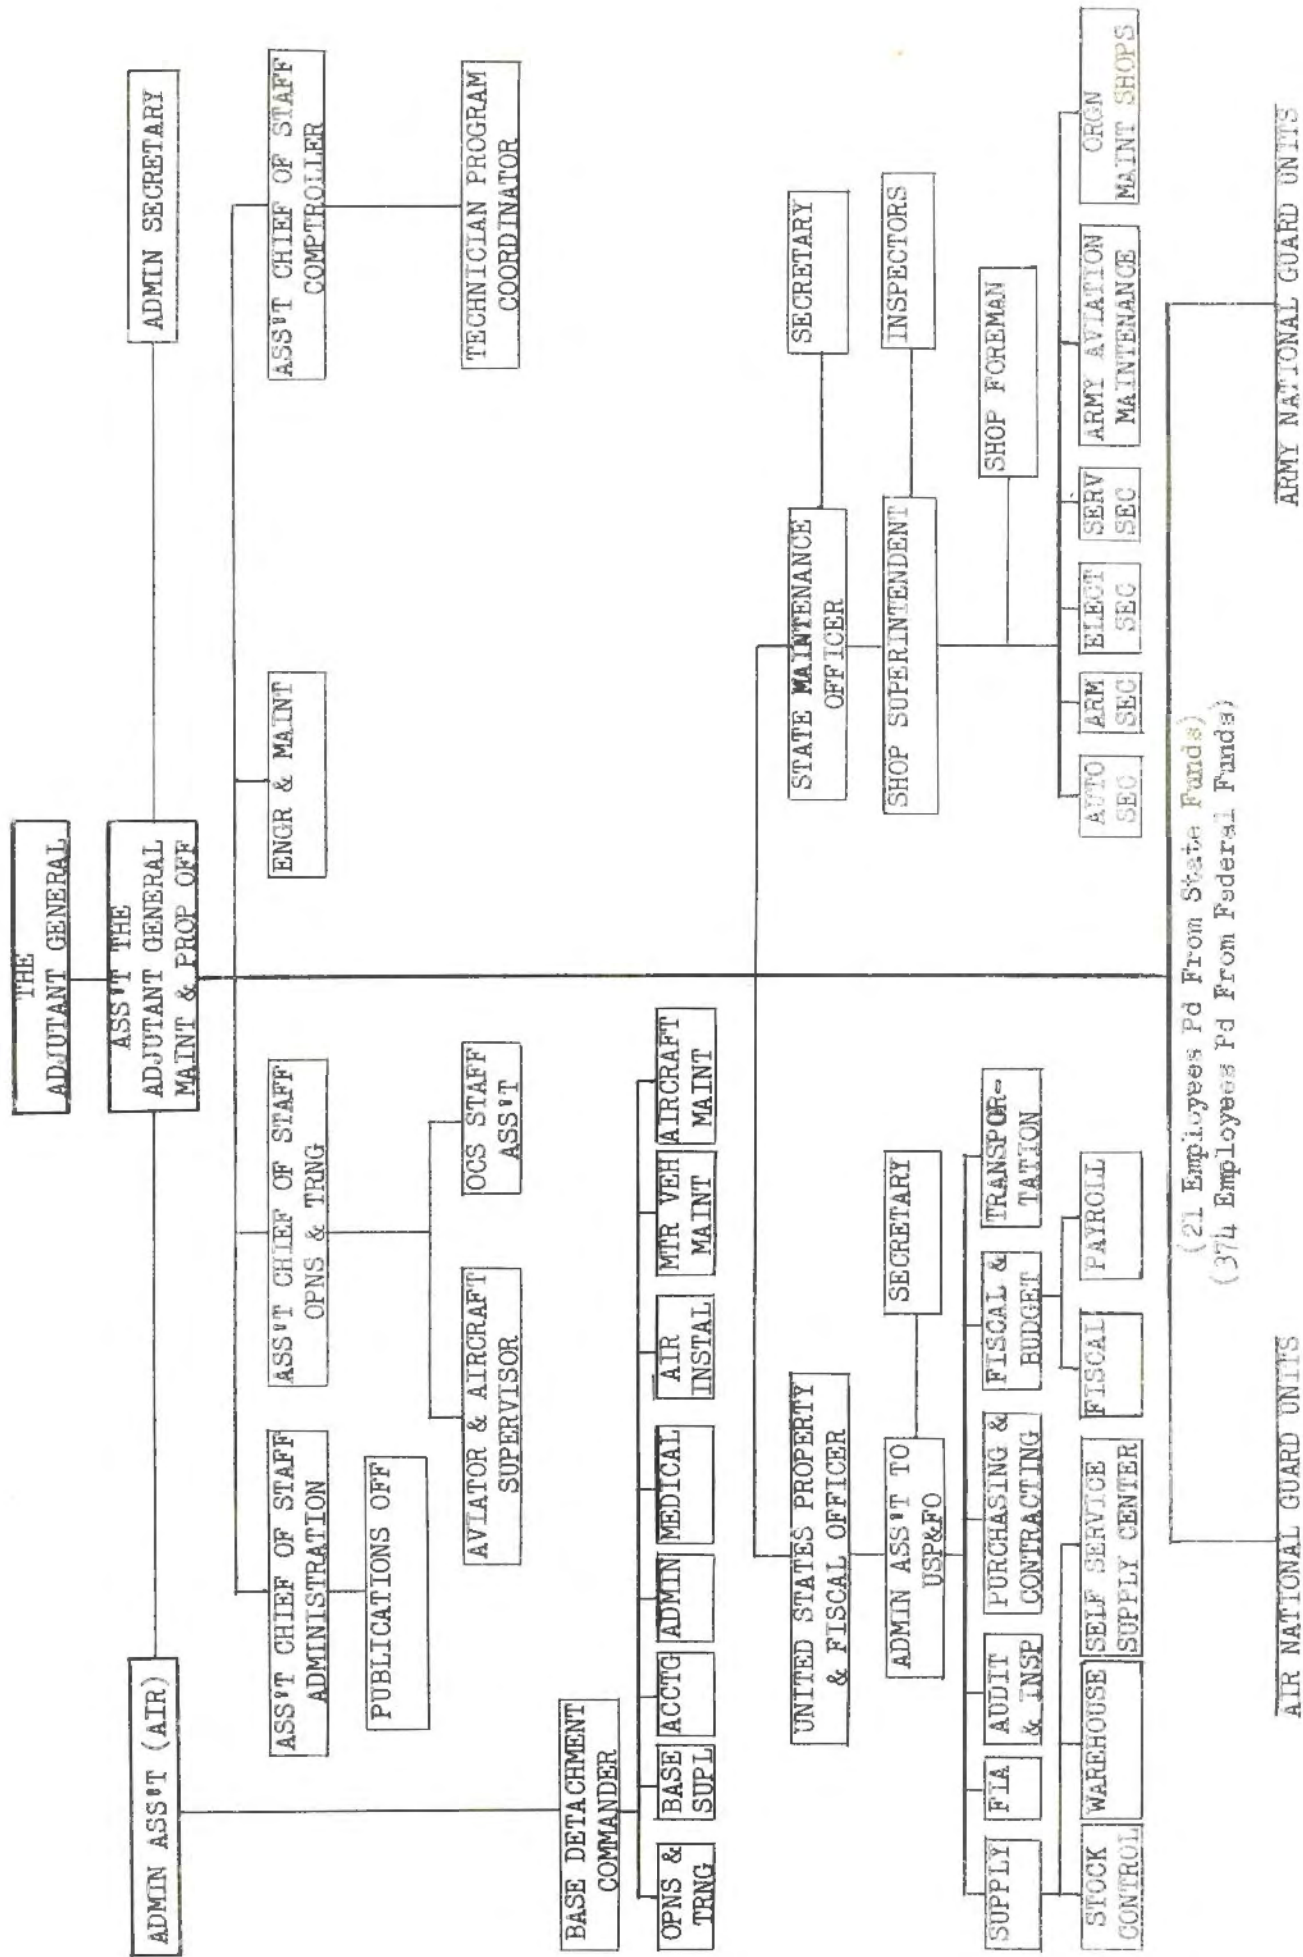 THE
ADJUTANT GENERAL
ASS'T THE
ADJUTANT GENERAL
MAINT & PROP OFF
ADMIN ASS'T (AIR)
ADMIN SECRETARY
ASS'T CHIEF OF STAFF
ADMINISTRATION
ASS'T CHIEF OF STAFF
OPNS & TRNG
ENGR & MAINT
ASS'T CHIEF OF STAFF
COMPTROLLER
PUBLICATIONS OFF
AVIATOR & AIRCRAFT
SUPERVISOR
OCS STAFF
ASS'T
TECHNICIAN PROGRAM
COORDINATOR
BASE DETACHMENT
COMMANDER
OPNS &
TRNG
BASE
SUPL
ACCTG
ADMIN
MEDICAL
AIR
INSTAL
MTR VEH
MAINT
AIRCRAFT
MAINT
UNITED STATES PROPERTY
& FISCAL OFFICER
STATE MAINTENANCE
OFFICER
SECRETARY
ADMIN ASS'T TO
USP&FO
SECRETARY
SHOP SUPERINTENDENT
INSPECTORS
SHOP FOREMAN
SUPPLY
FIA
AUDIT
& INSP
PURCHASING &
CONTRACTING
FISCAL &
BUDGET
TRANSPOR-
TATION
STOCK
CONTROL
WAREHOUSE
SELF SERVICE
SUPPLY CENTER
FISCAL
PAYROLL
AUTO
SEC
ARM
SEC
ELECT
SEC
SERV
SEC
ARMY AVIATION
MAINTENANCE
ORGN
MAINT SHOPS
(21 Employees Pd From State Funds)
(374 Employees Pd From Federal Funds)
AIR NATIONAL GUARD UNITS
ARMY NATIONAL GUARD UNITS